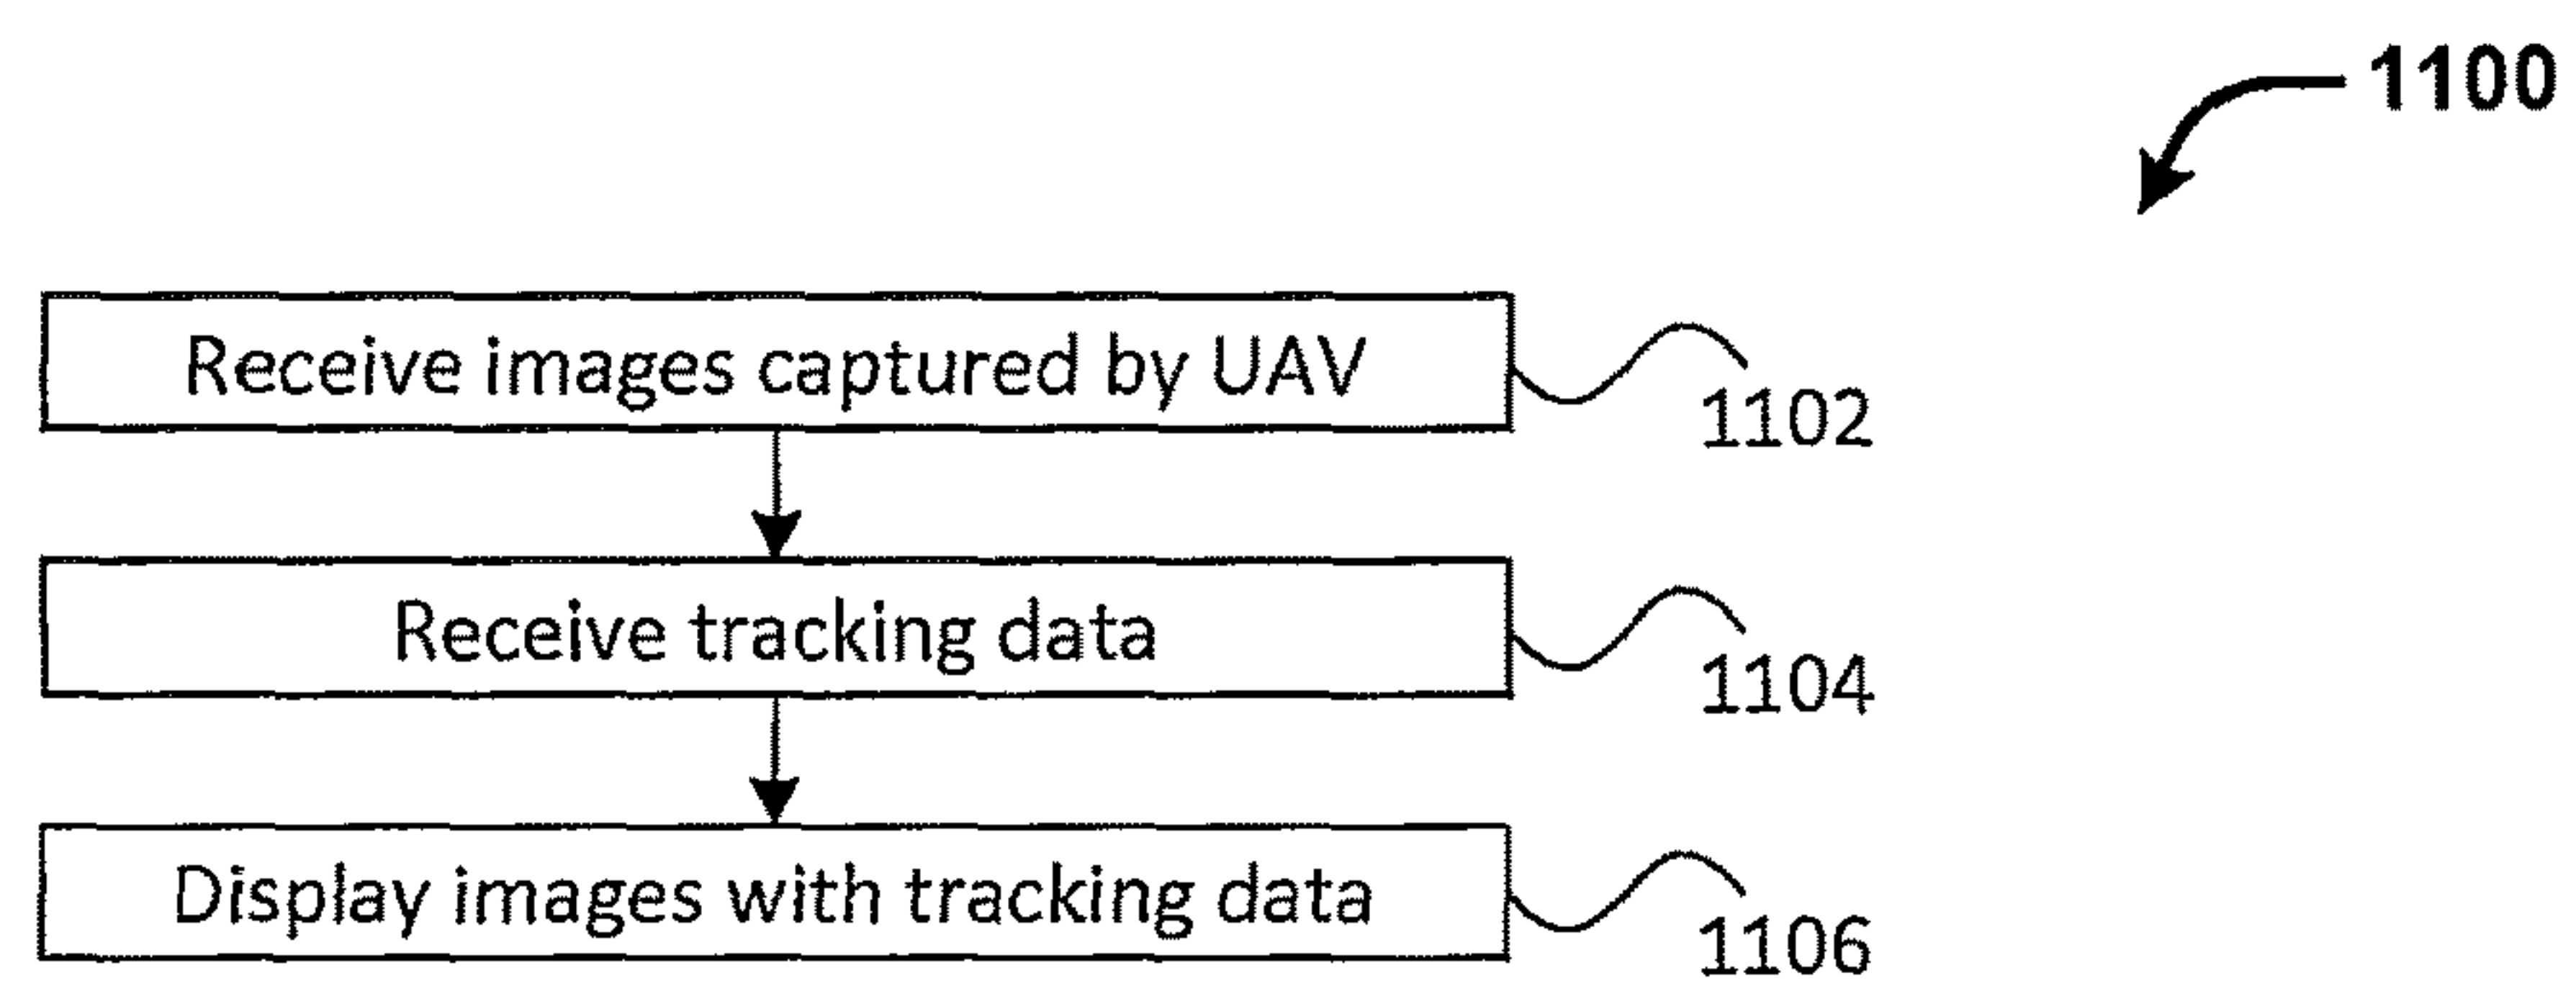 1100
Receive images captured by UAV
1102
Receive tracking data
1104
Display images with tracking data
1106